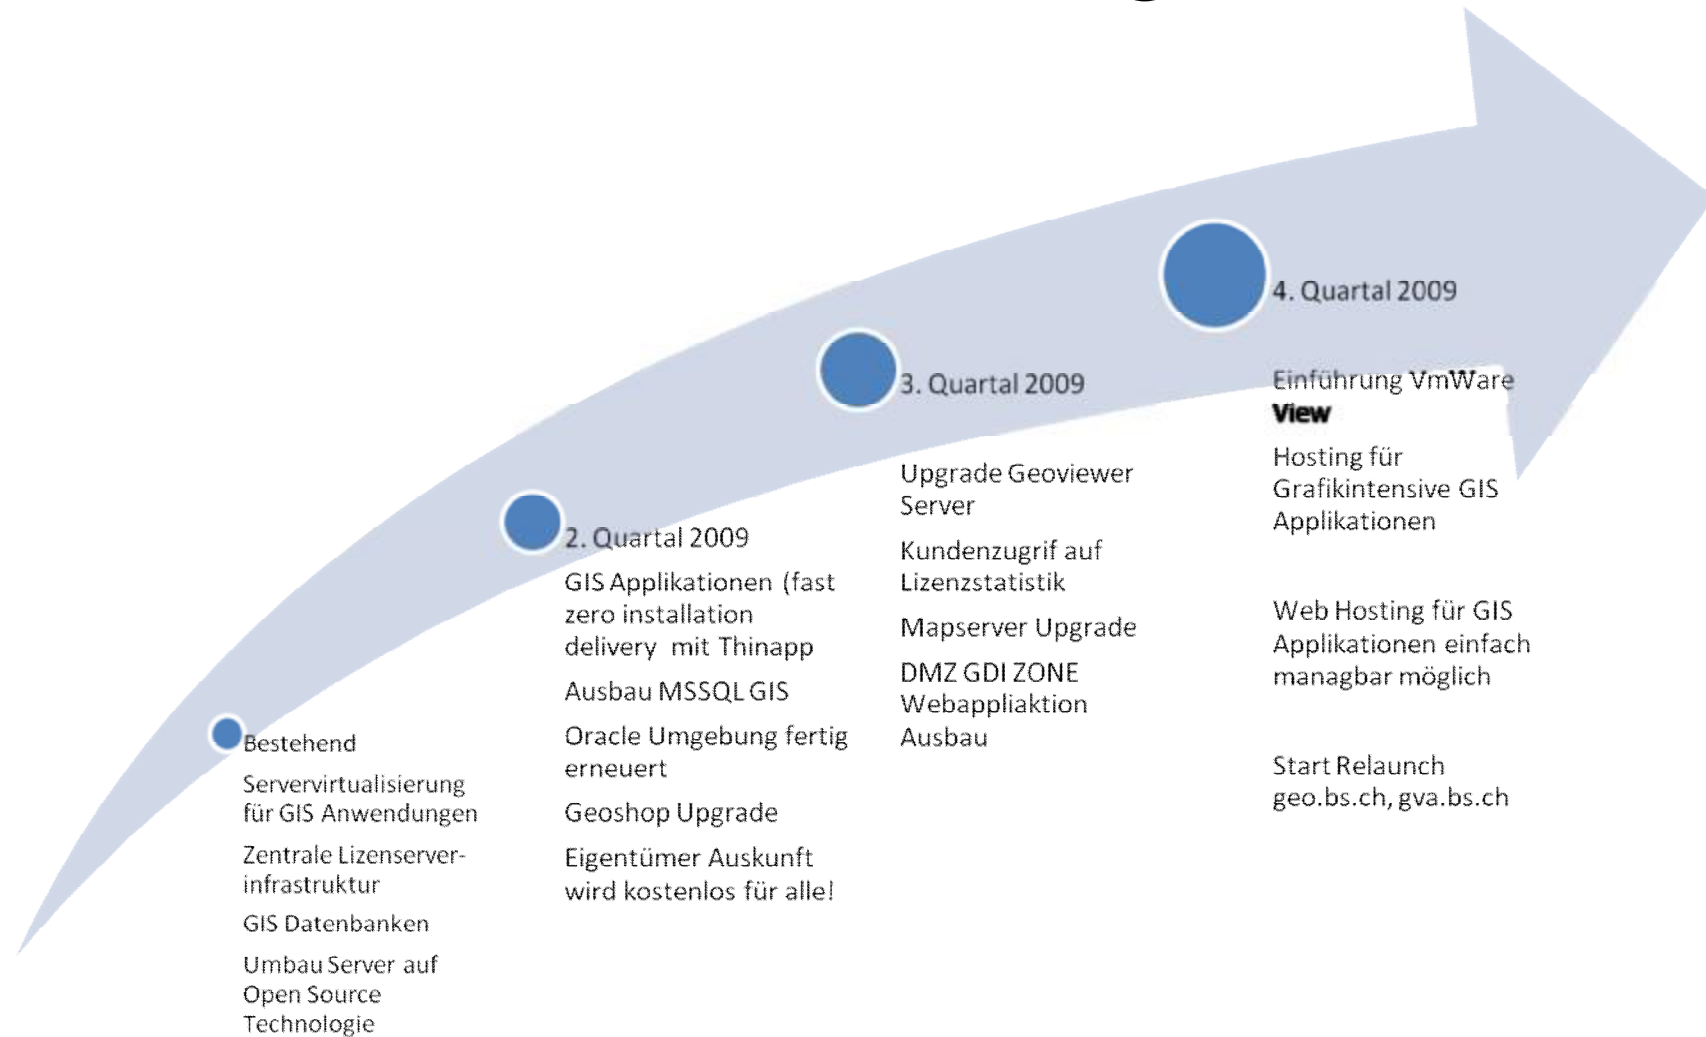 Bestehend
Servervirtualisierung
für GIS Anwendungen
Zentrale Lizenserver-
infrastruktur
GIS Datenbanken
Umbau Server auf
Open Source
Technologie
2. Quartal 2009
GIS Applikationen (fast
zero installation
delivery mit Thinapp
Ausbau MSSQL GIS
Oracle Umgebung fertig
erneuert
Geoshop Upgrade
Eigentümer Auskunft
wird kostenlos für alle!
3. Quartal 2009
Upgrade Geoviewer
Server
Kundenzugrif auf
Lizenzstatistik
Mapserver Upgrade
DMZ GDI ZONE
Webappliaktion
Ausbau
4. Quartal 2009
Einführung VmWare
View
Hosting für
Grafikintensive GIS
Applikationen
Web Hosting für GIS
Applikationen einfach
managbar möglich
Start Relaunch
geo.bs.ch, gva.bs.ch